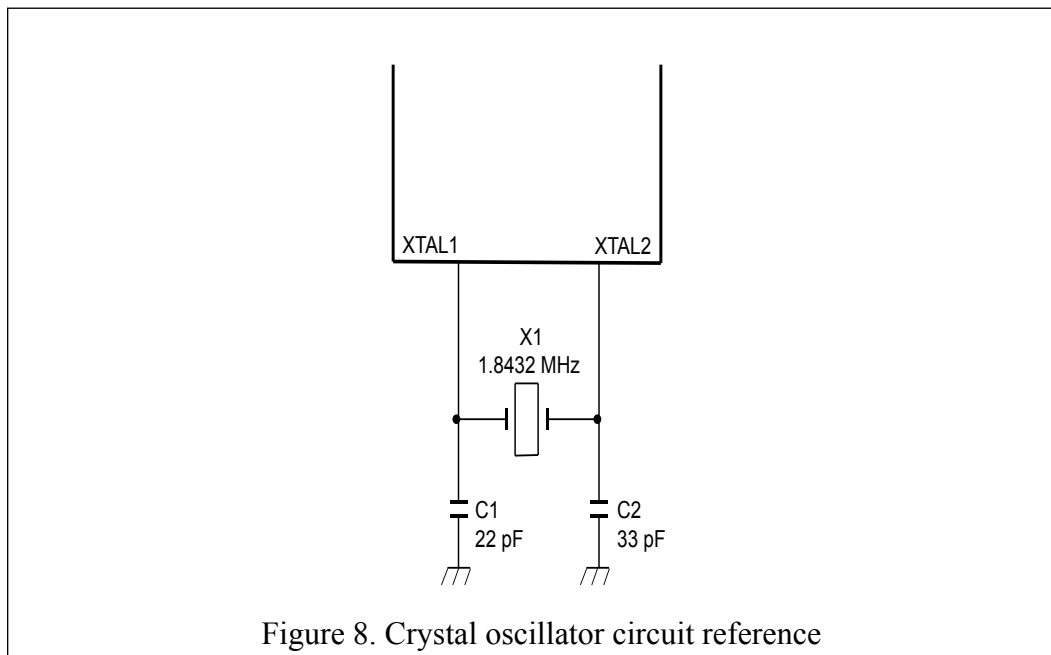 XTAL1
XTAL2
X1
1.8432 MHz
C1
22 pF
C2
33 pF
Figure 8. Crystal oscillator circuit reference